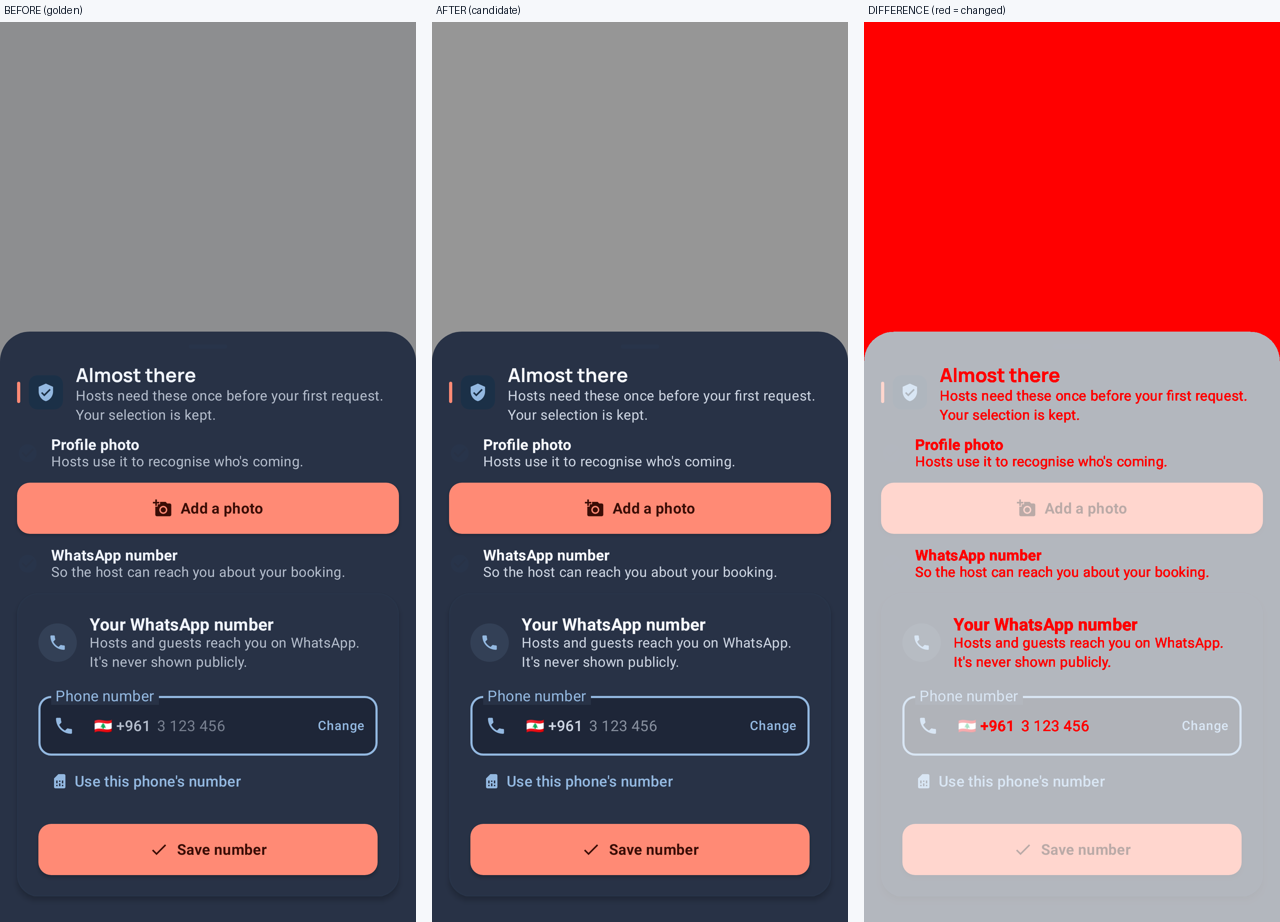 BEFORE (golden)
Almost there
Hosts need these once before your first request.
Your selection is kept.
Profile photo
Hosts use it to recognise who's coming.
Add a photo
WhatsApp number
So the host can reach you about your booking.
Your WhatsApp number
Hosts and guests reach you on WhatsApp.
It's never shown publicly.
Phone number
+961 3 123 456 Change
Use this phone's number
Save number
AFTER (candidate)
Almost there
Hosts need these once before your first request.
Your selection is kept.
Profile photo
Hosts use it to recognise who's coming.
Add a photo
WhatsApp number
So the host can reach you about your booking.
Your WhatsApp number
Hosts and guests reach you on WhatsApp.
It's never shown publicly.
Phone number
+961 3 123 456 Change
Use this phone's number
Save number
DIFFERENCE (red = changed)
Almost there
Hosts need these once before your first request.
Your selection is kept.
Profile photo
Hosts use it to recognise who's coming.
Add a photo
WhatsApp number
So the host can reach you about your booking.
Your WhatsApp number
Hosts and guests reach you on WhatsApp.
It's never shown publicly.
Phone number
+961 3 123 456 Change
Use this phone's number
Save number